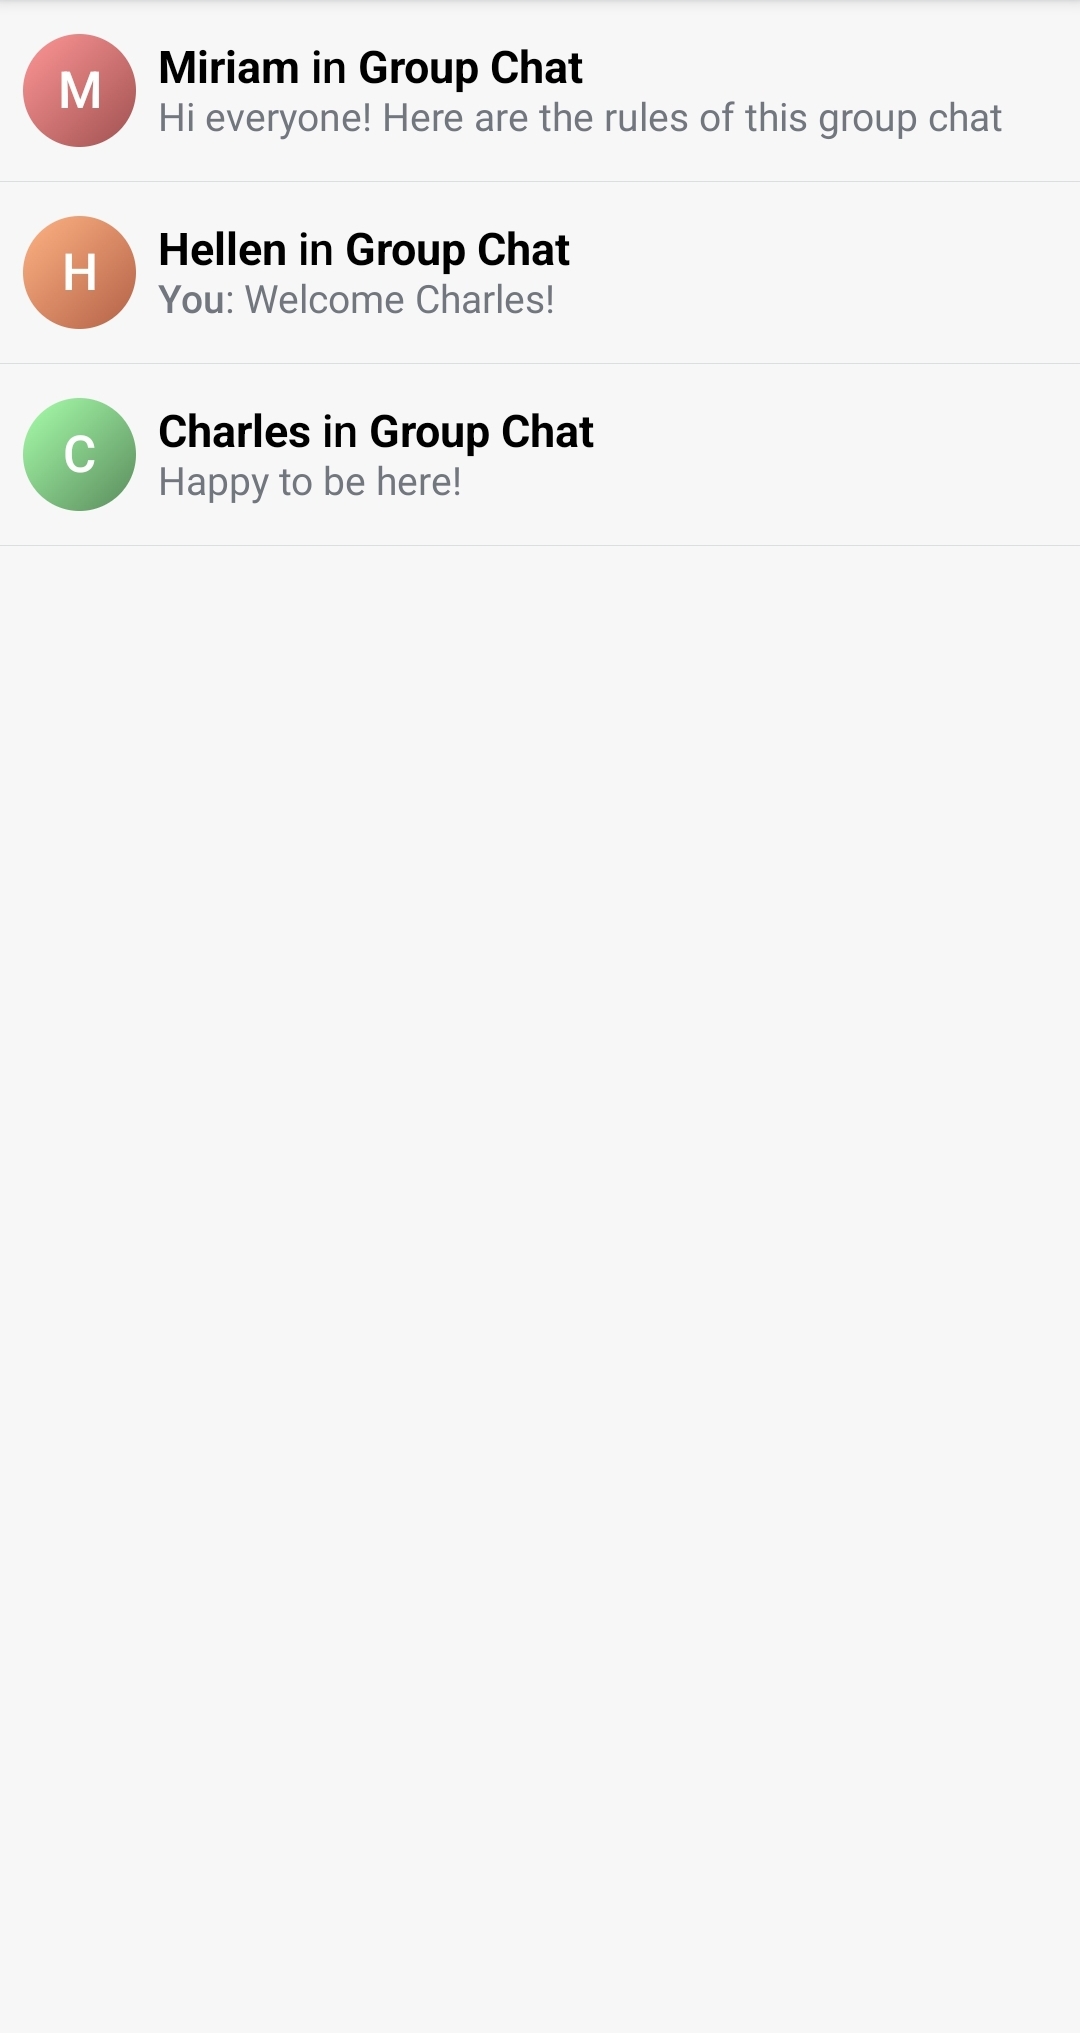 M
Miriam in Group Chat
Hi everyone! Here are the rules of this group chat
H
Hellen in Group Chat
You: Welcome Charles!
C
Charles in Group Chat
Happy to be here!